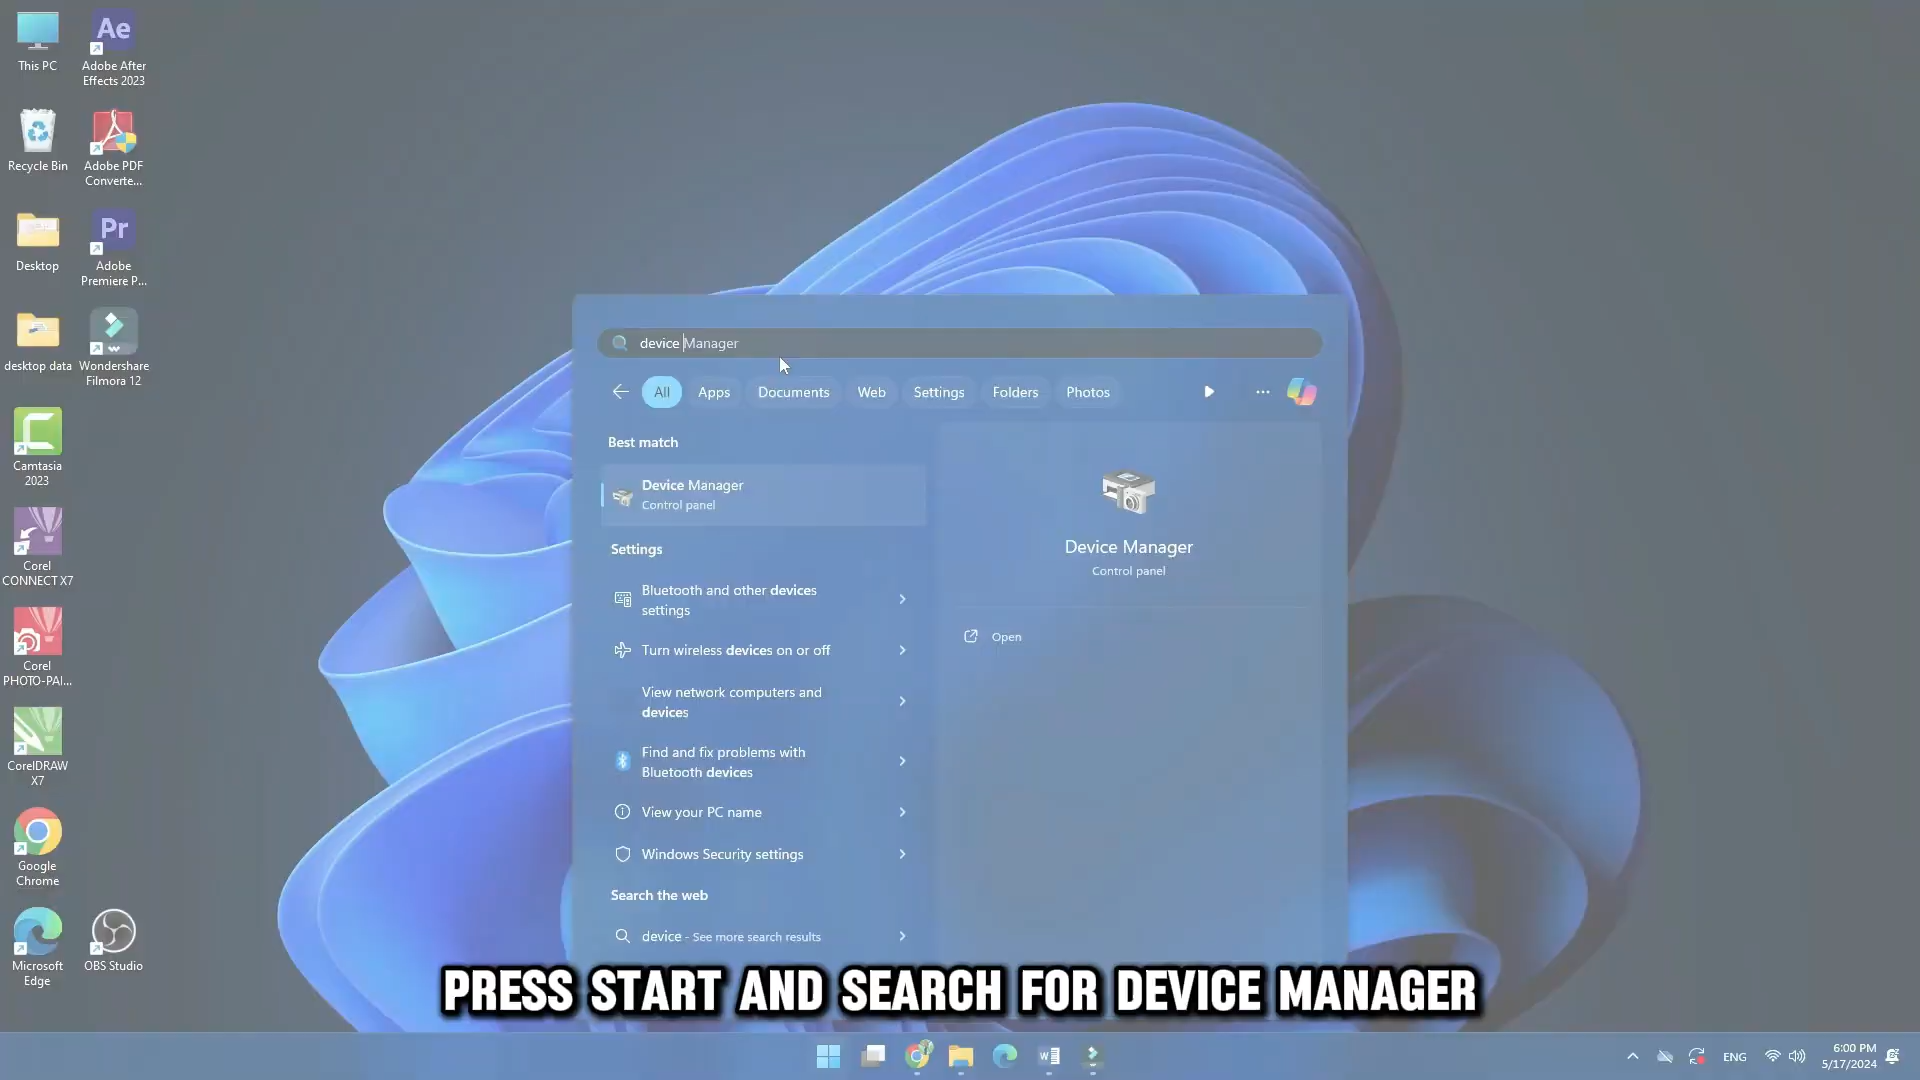 This PC
Adobe After
Effects 2023
Recycle Bin
Adobe PDF
Converte...
Desktop
Adobe
Premiere P...
desktop data
Wondershare
Filmora 12
Camtasia
2023
Corel
CONNECT X7
Corel
PHOTO-PAI...
CorelDRAW
X7
Google
Chrome
Microsoft
Edge
OBS Studio
device Manager
All Apps Documents Web Settings Folders Photos
Best match
Device Manager
Control panel
Settings
Bluetooth and other devices
settings
Turn wireless devices on or off
View network computers and
devices
Find and fix problems with
Bluetooth devices
View your PC name
Windows Security settings
Search the web
device - See more search results
Device Manager
Control panel
Open
PRESS START AND SEARCH FOR DEVICE MANAGER
ENG
6:00 PM
5/17/2024